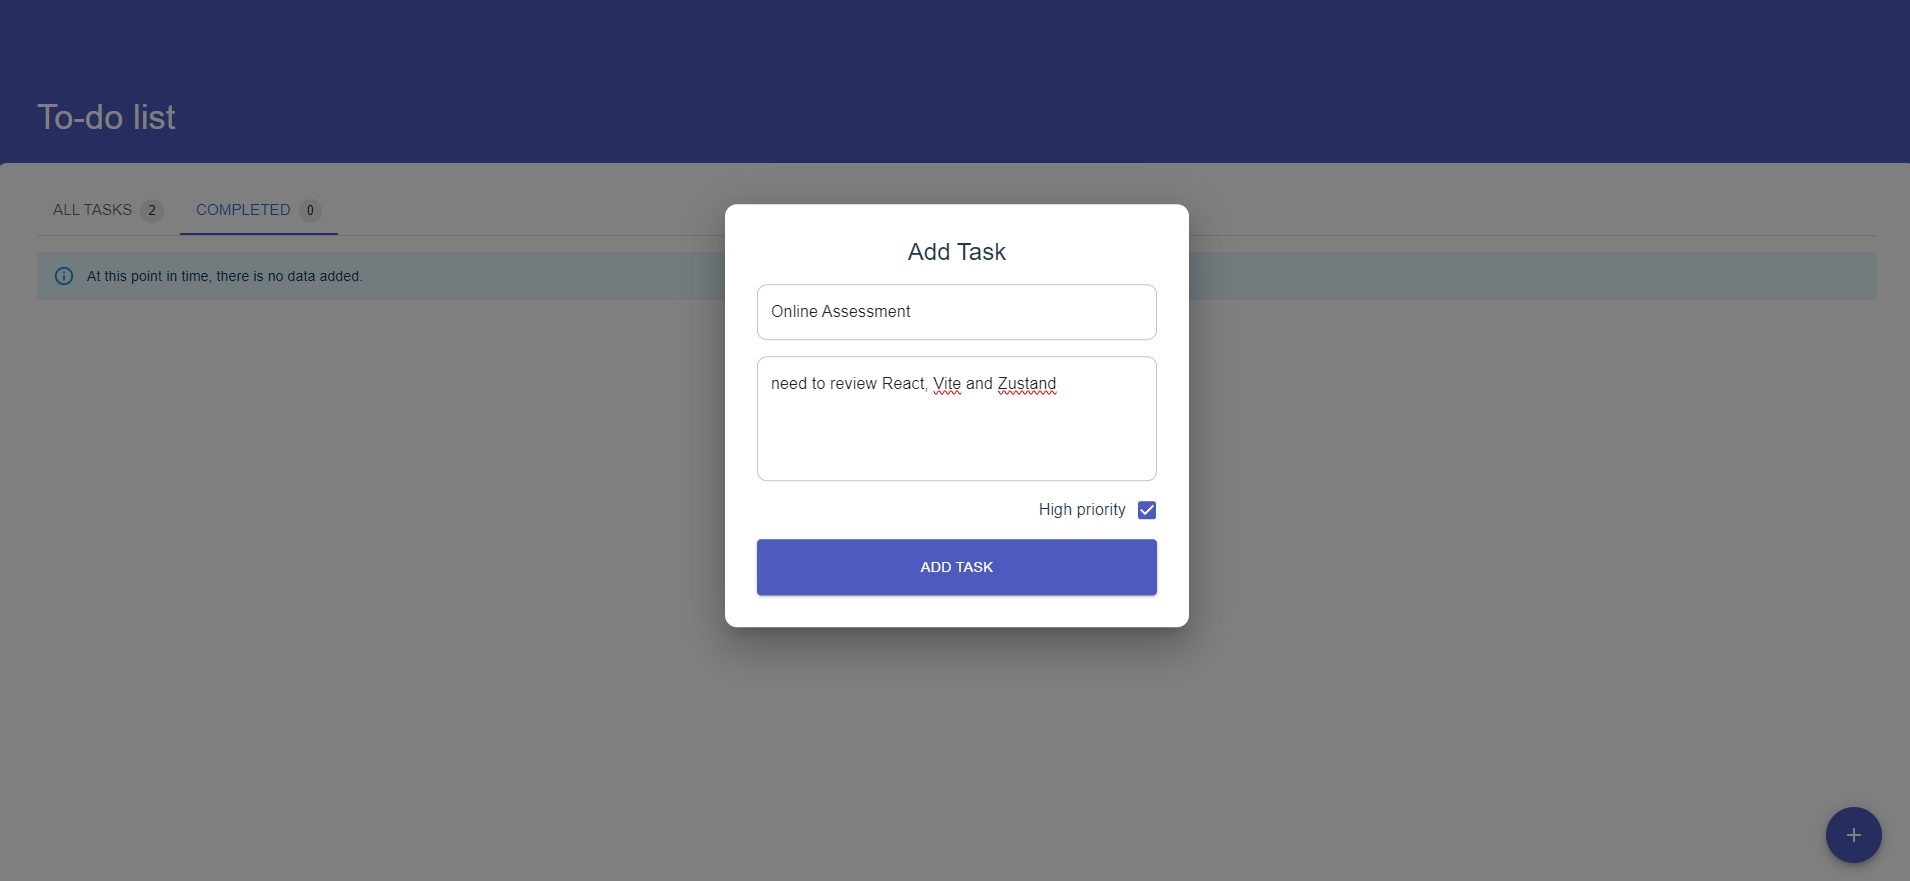 To-do list
ALL TASKS 2 COMPLETED 0
At this point in time, there is no data added.
Add Task
Online Assessment
need to review React, Vite and Zustand
High priority
ADD TASK